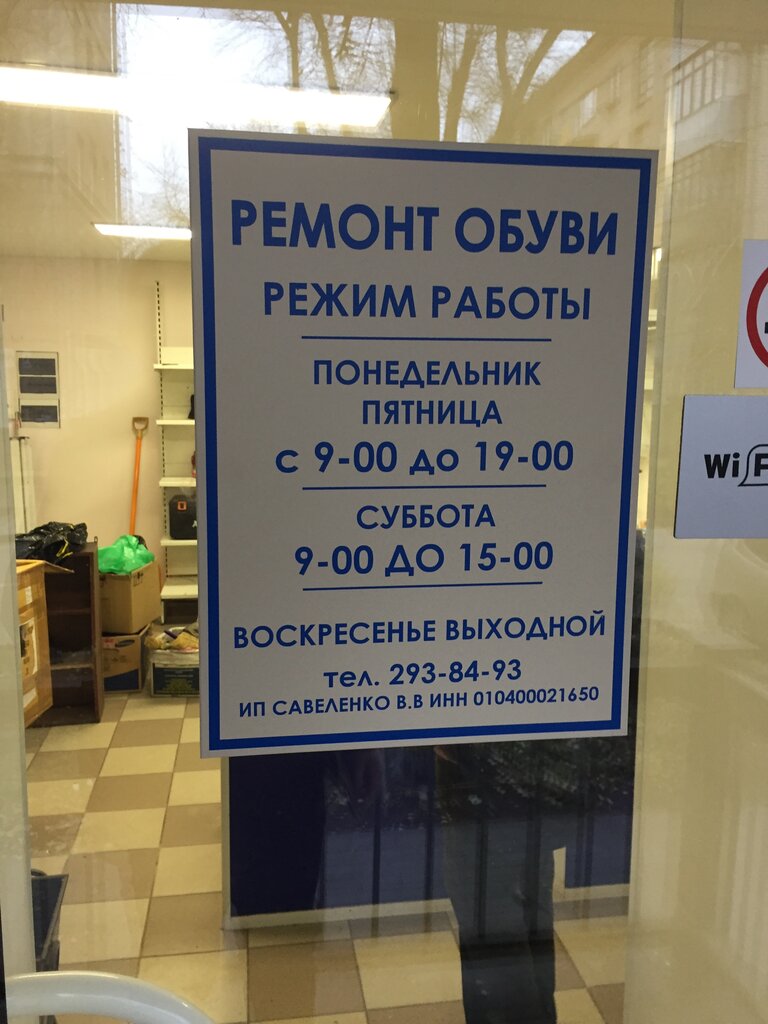 РЕМОНТ ОБУВИ
РЕЖИМ РАБОТЫ
ПОНЕДЕЛЬНИК
ПЯТНИЦА
с 9-00 до 19-00
СУББОТА
9-00 ДО 15-00
ВОСКРЕСЕНЬЕ ВЫХОДНОЙ
тел. 293-84-93
ИП САВЕЛЕНКО В.В ИНН 010400021650
Wi F